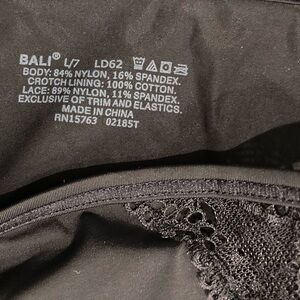 BALI® L/7 LD62
BODY: 84% NYLON, 16% SPANDEX.
CROTCH LINING: 100% COTTON.
LACE: 89% NYLON, 11% SPANDEX.
EXCLUSIVE OF TRIM AND ELASTICS.
MADE IN CHINA
RN15763 02185T